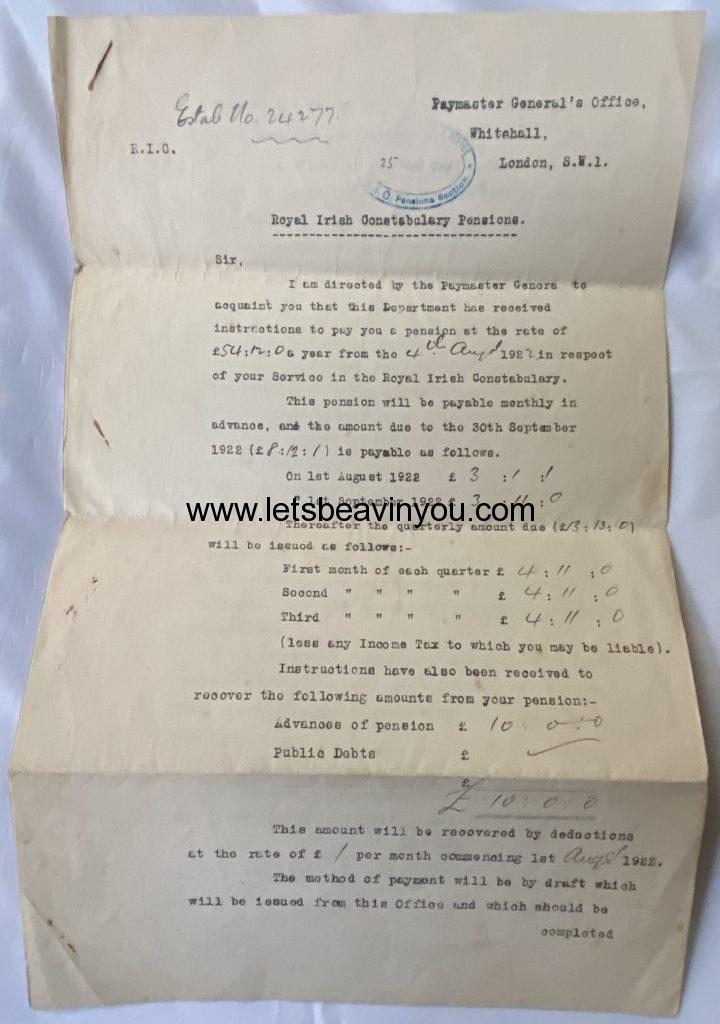 Estab No. 24277
Paymaster General's Office,
Whitehall,
R.I.C.
London, S.W.1.
25
Pensions Section
Royal Irish Constabulary Pensions.
Sir,
I am directed by the Paymaster Genera to
acquaint you that this Department has received
instructions to pay you a pension at the rate of
£54:12:0 a year from the 4th Augst 1922 in respect
of your Service in the Royal Irish Constabulary.
This pension will be payable monthly in
advance, and the amount due to the 30th September
1922 (£8:12:1) is payable as follows.
On 1st August 1922 £ 3 : 1 : 1
1st September 1922 £ : 11 : 0
www.letsbeavinyou.com
Thereafter the quarterly amount due (£13:13:0)
will be issued as follows:-
First month of each quarter £ 4 : 11 : 0
Second " " " " £ 4 : 11 : 0
Third " " " " £ 4 : 11 : 0
(less any Income Tax to which you may be liable).
Instructions have also been received to
recover the following amounts from your pension:-
Advances of pension £ 10 : 0 : 0
Public Debts £
£
£ 10 : 0 : 0
This amount will be recovered by deductions
at the rate of £ 1 per month commencing 1st Augst 1922.
The method of payment will be by draft which
will be issued from this Office and which should be
completed